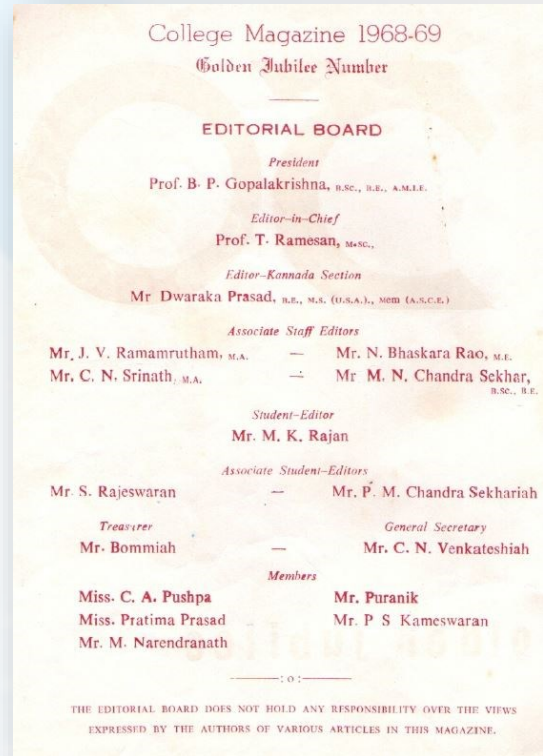 College Magazine 1968-69
Golden Jubilee Number
EDITORIAL BOARD
President
Prof. B. P. Gopalakrishna, B.Sc., B.E., A.M.I.E.
Editor-in-Chief
Prof. T. Ramesan, M.Sc.,
Editor-Kannada Section
Mr Dwaraka Prasad, B.E., M.S. (U.S.A.)., Mem (A.S.C.E.)
Associate Staff Editors
Mr. J. V. Ramamrutham, M.A. — Mr. N. Bhaskara Rao, M.E.
Mr. C. N. Srinath, M.A. — Mr M. N. Chandra Sekhar,
B.Sc., B.E.
Student-Editor
Mr. M. K. Rajan
Associate Student-Editors
Mr. S. Rajeswaran — Mr. P. M. Chandra Sekhariah
Treasurer General Secretary
Mr. Bommiah — Mr. C. N. Venkateshiah
Members
Miss. C. A. Pushpa Mr. Puranik
Miss. Pratima Prasad Mr. P S Kameswaran
Mr. M. Narendranath
———:o:———
THE EDITORIAL BOARD DOES NOT HOLD ANY RESPONSIBILITY OVER THE VIEWS
EXPRESSED BY THE AUTHORS OF VARIOUS ARTICLES IN THIS MAGAZINE.